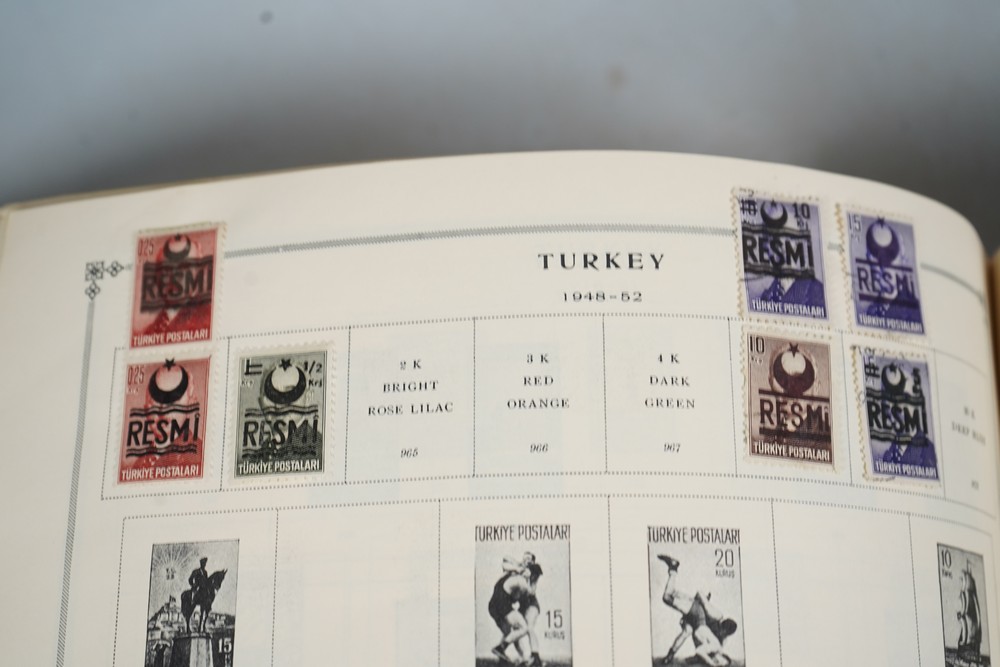 0.25
RESMİ
TÜRKİYE POSTALARI
TURKEY
1948-52
10
RESMİ
TÜRKİYE POSTALARI
15
RESMİ
TÜRKİYE POSTALARI
0.25
RESMİ
TÜRKİYE POSTALARI
1/2
RESMİ
TÜRKİYE POSTALARI
2 K
BRIGHT
ROSE LILAC
965
3 K
RED
ORANGE
966
4 K
DARK
GREEN
967
10
RESMİ
TÜRKİYE POSTALARI
RESMİ
TÜRKİYE POSTALARI
15
TÜRKİYE POSTALARI
15
KURUŞ
TÜRKİYE POSTALARI
20
KURUŞ
10